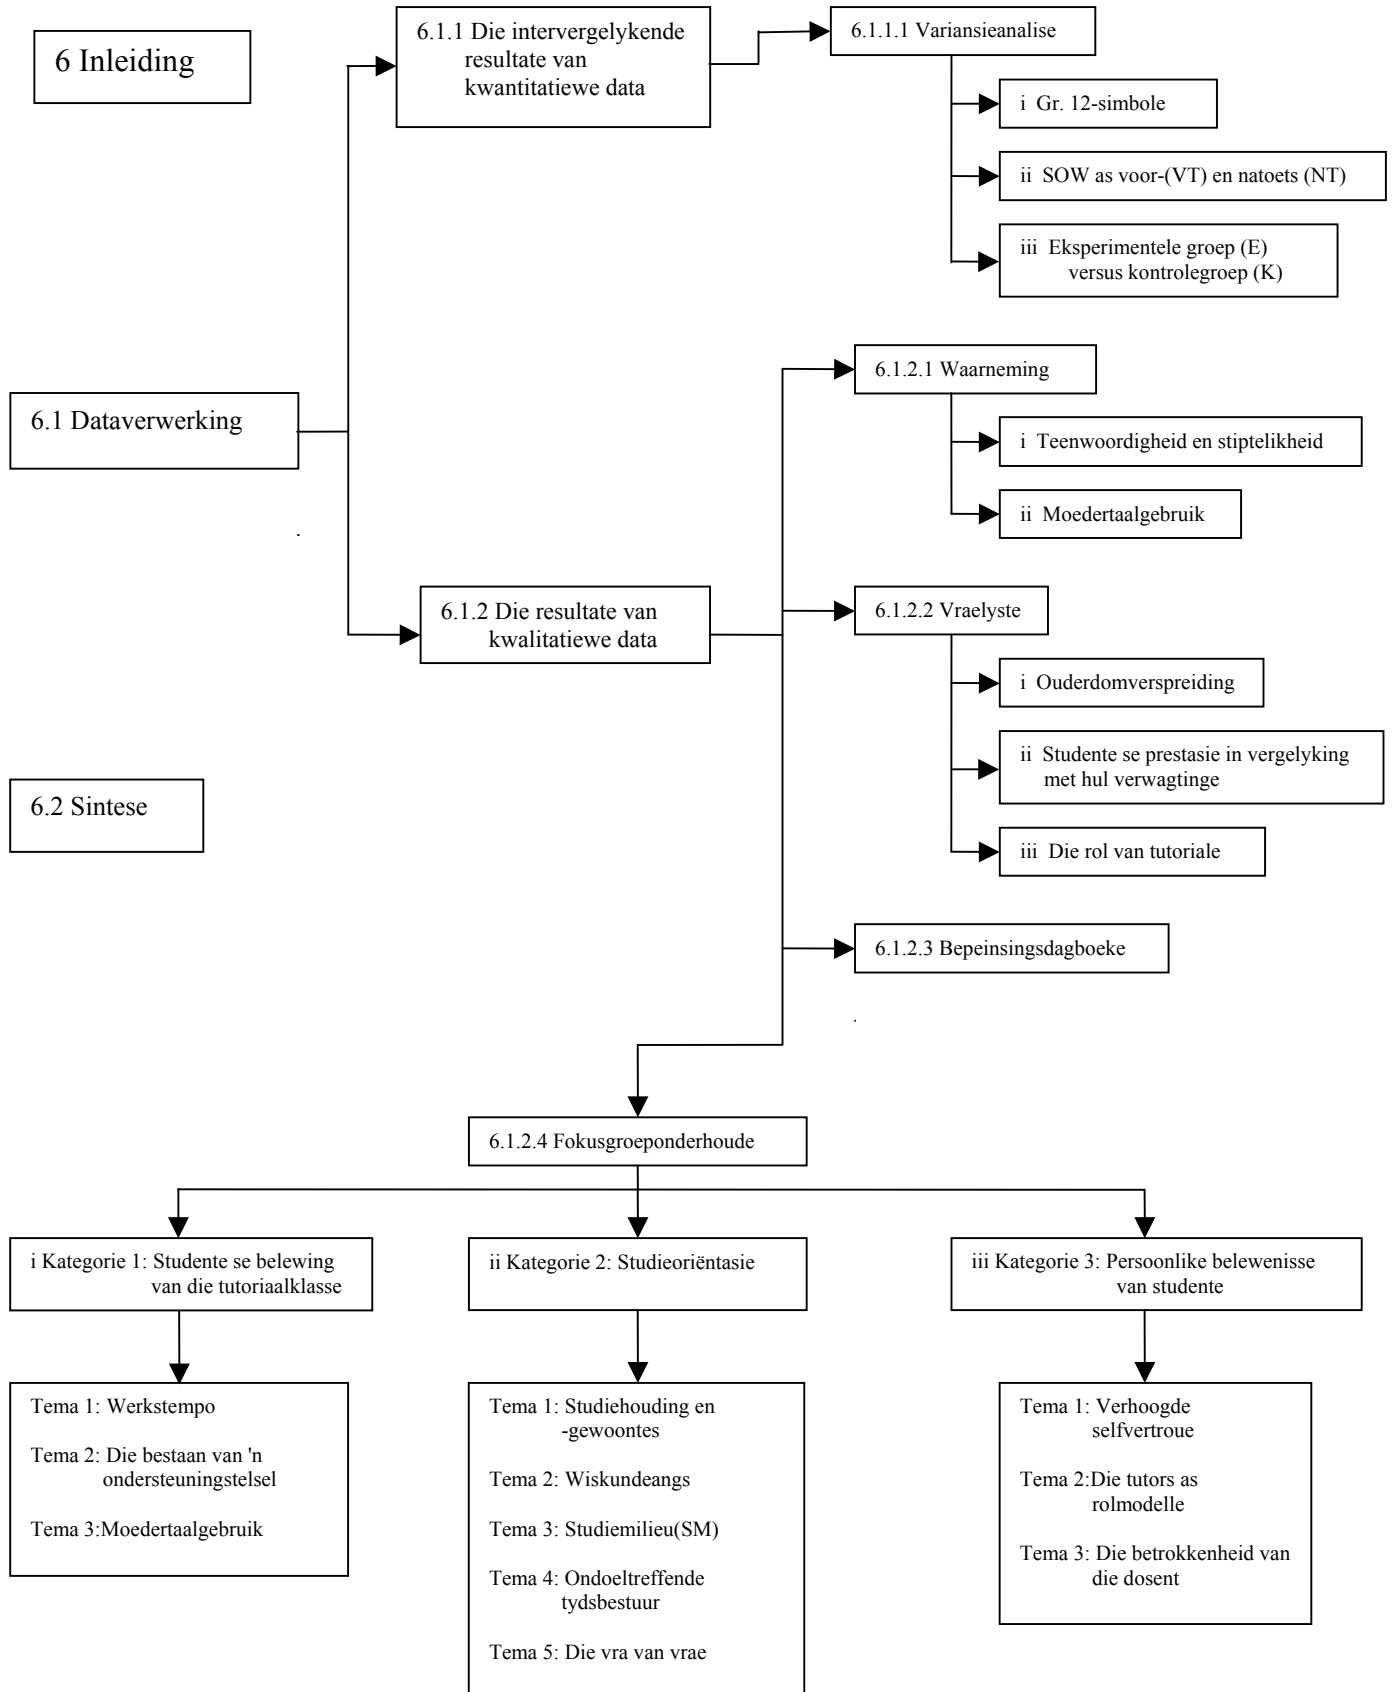 6 Inleiding
6.1.1 Die intervergelykende
resultate van
kwantitatiewe data
6.1.1.1 Variansieanalise
i Gr. 12-simbole
ii SOW as voor-(VT) en natoets (NT)
iii Eksperimentele groep (E)
versus kontrolegroep (K)
6.1 Dataverwerking
6.1.2 Die resultate van
kwalitatiewe data
6.1.2.1 Waarneming
i Teenwoordigheid en stiptelikheid
ii Moedertaalgebruik
6.1.2.2 Vraelyste
i Ouderdomverspreiding
ii Studente se prestasie in vergelyking
met hul verwagtinge
iii Die rol van tutoriale
6.2 Sintese
6.1.2.3 Bepeinsingsdagboeke
6.1.2.4 Fokusgroeponderhoude
i Kategorie 1: Studente se belewing
van die tutoriaalklasse
Tema 1: Werkstempo
Tema 2: Die bestaan van 'n
ondersteuningstelsel
Tema 3:Moedertaalgebruik
ii Kategorie 2: Studieoriëntasie
Tema 1: Studiehouding en
-gewoontes
Tema 2: Wiskundeangs
Tema 3: Studiemilieu(SM)
Tema 4: Ondoeltreffende
tydsbestuur
Tema 5: Die vra van vrae
iii Kategorie 3: Persoonlike belewenisse
van studente
Tema 1: Verhoogde
selfvertroue
Tema 2:Die tutors as
rolmodelle
Tema 3: Die betrokkenheid van
die dosent